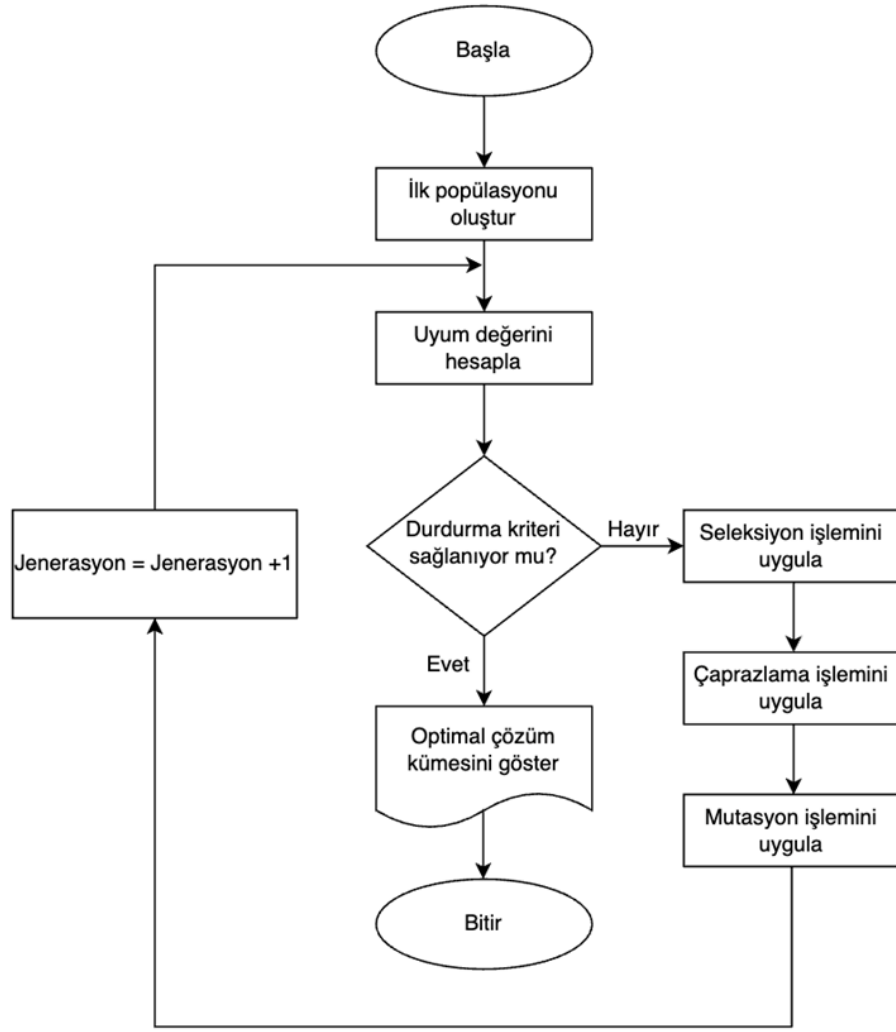 Başla
İlk popülasyonu
oluştur
Uyum değerini
hesapla
Durdurma kriteri
sağlanıyor mu?
Hayır
Seleksiyon işlemini
uygula
Jenerasyon = Jenerasyon +1
Evet
Çaprazlama işlemini
uygula
Optimal çözüm
kümesini göster
Mutasyon işlemini
uygula
Bitir